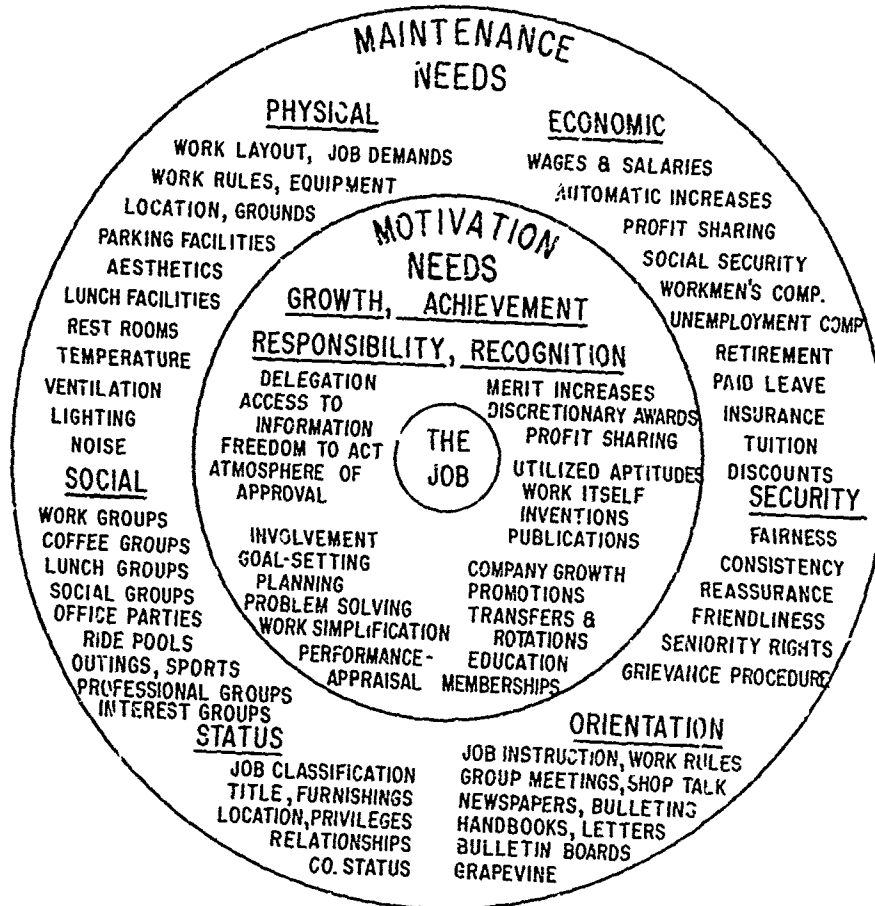 MAINTENANCE
NEEDS
PHYSICAL
WORK LAYOUT, JOB DEMANDS
WORK RULES, EQUIPMENT
LOCATION, GROUNDS
PARKING FACILITIES
AESTHETICS
LUNCH FACILITIES
REST ROOMS
TEMPERATURE
VENTILATION
LIGHTING
NOISE
ECONOMIC
WAGES & SALARIES
AUTOMATIC INCREASES
PROFIT SHARING
SOCIAL SECURITY
WORKMEN'S COMP.
UNEMPLOYMENT COMP
RETIREMENT
PAID LEAVE
INSURANCE
TUITION
DISCOUNTS
MOTIVATION
NEEDS
GROWTH, ACHIEVEMENT
RESPONSIBILITY, RECOGNITION
DELEGATION
ACCESS TO
INFORMATION
FREEDOM TO ACT
ATMOSPHERE OF
APPROVAL
MERIT INCREASES
DISCRETIONARY AWARDS
PROFIT SHARING
THE
JOB
UTILIZED APTITUDES
WORK ITSELF
INVENTIONS
PUBLICATIONS
INVOLVEMENT
GOAL-SETTING
PLANNING
PROBLEM SOLVING
WORK SIMPLIFICATION
PERFORMANCE-
APPRAISAL
COMPANY GROWTH
PROMOTIONS
TRANSFERS &
ROTATIONS
EDUCATION
MEMBERSHIPS
SOCIAL
WORK GROUPS
COFFEE GROUPS
LUNCH GROUPS
SOCIAL GROUPS
OFFICE PARTIES
RIDE POOLS
OUTINGS, SPORTS
PROFESSIONAL GROUPS
INTEREST GROUPS
SECURITY
FAIRNESS
CONSISTENCY
REASSURANCE
FRIENDLINESS
SENIORITY RIGHTS
GRIEVANCE PROCEDURE
STATUS
JOB CLASSIFICATION
TITLE, FURNISHINGS
LOCATION, PRIVILEGES
RELATIONSHIPS
CO. STATUS
ORIENTATION
JOB INSTRUCTION, WORK RULES
GROUP MEETINGS, SHOP TALK
NEWSPAPERS, BULLETING
HANDBOOKS, LETTERS
BULLETIN BOARDS
GRAPEVINE